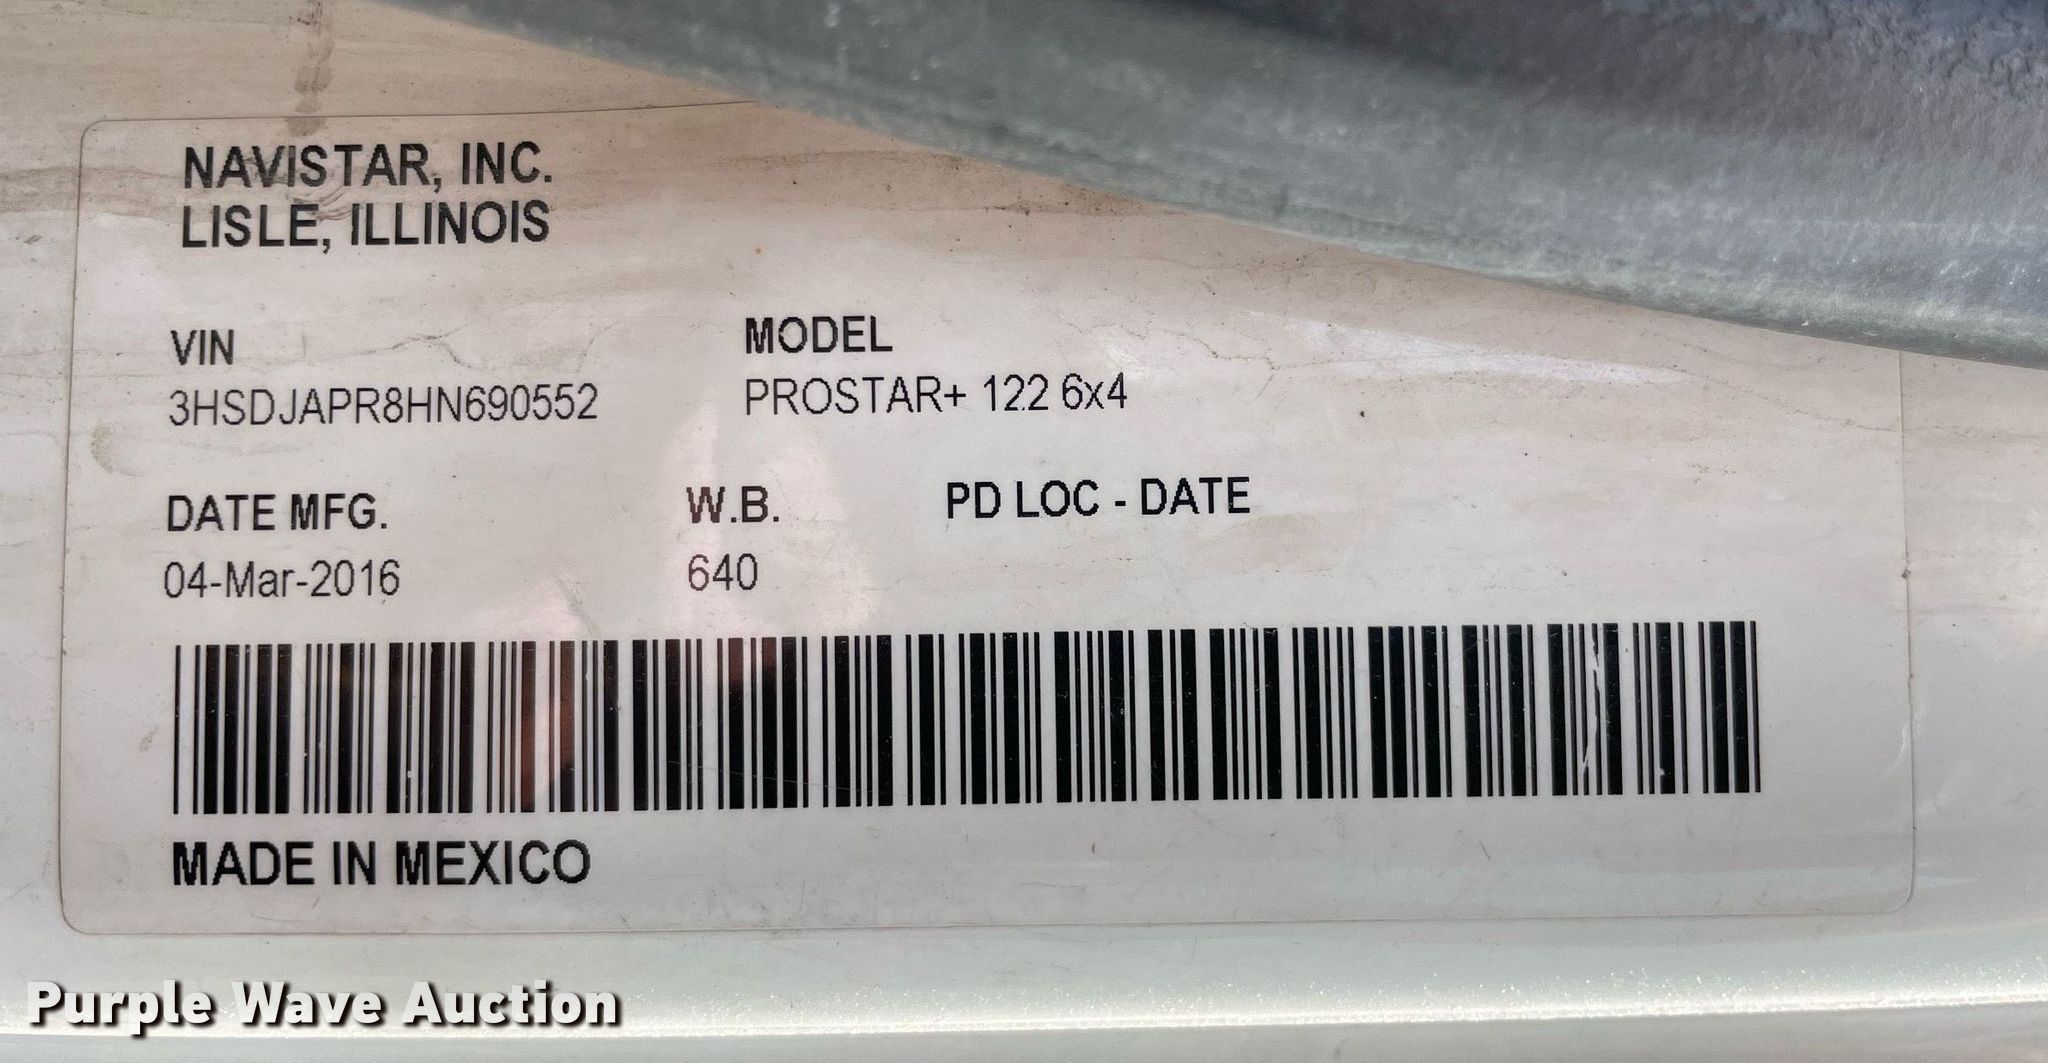 NAVISTAR, INC.
LISLE, ILLINOIS
VIN MODEL
3HSDJAPR8HN690552 PROSTAR+ 122 6x4
DATE MFG. W.B. PD LOC - DATE
04-Mar-2016 640
MADE IN MEXICO
Purple Wave Auction